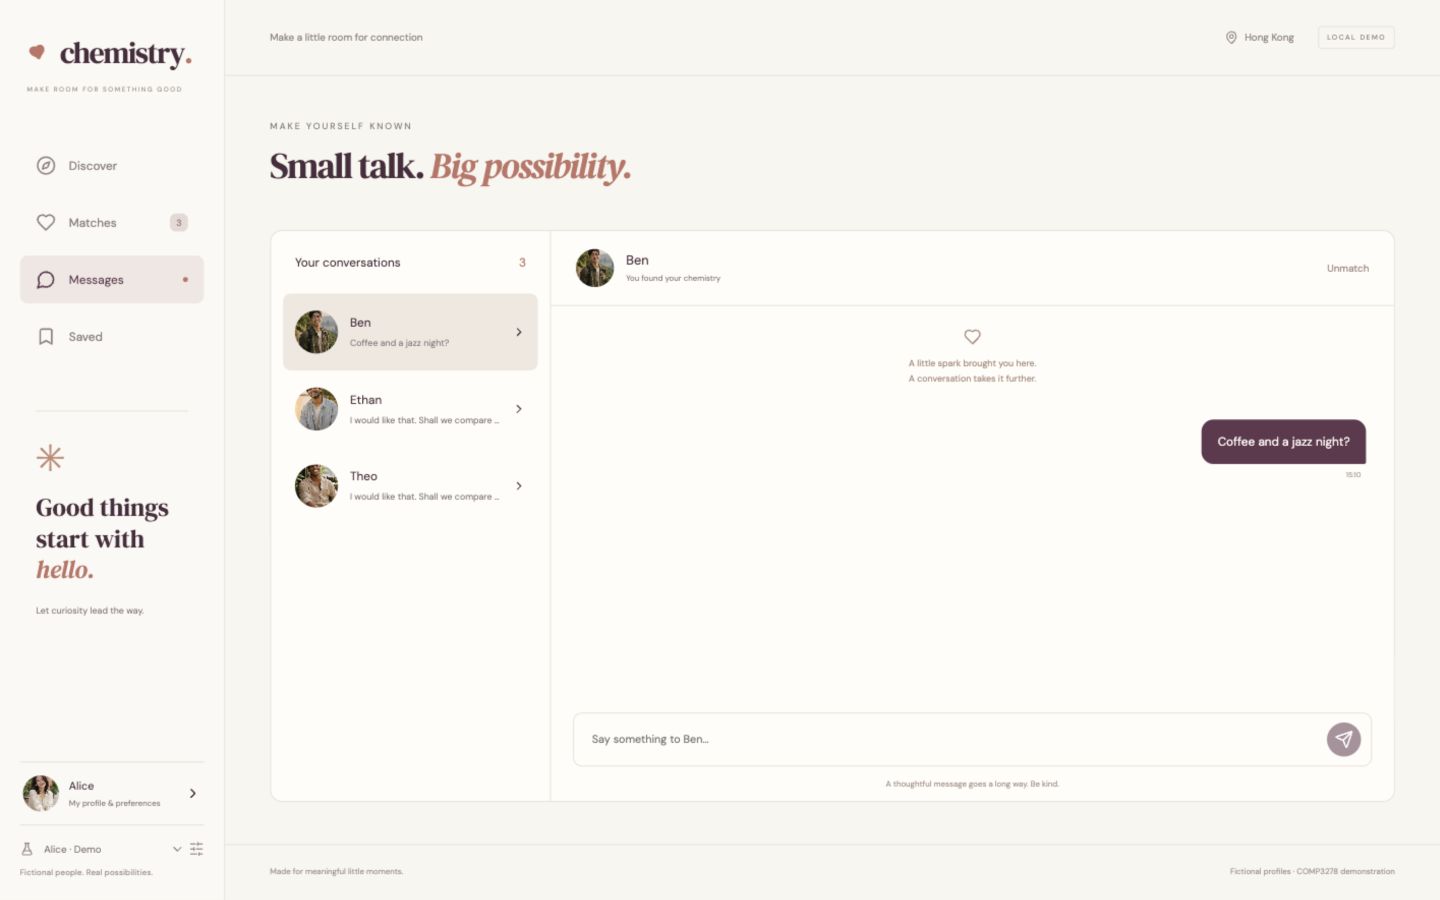 chemistry.
MAKE ROOM FOR SOMETHING GOOD
Discover
Matches 3
Messages
Saved
Good things
start with
hello.
Let curiosity lead the way.
Alice
My profile & preferences
Alice · Demo
Fictional people. Real possibilities.
Make a little room for connection
Hong Kong
LOCAL DEMO
MAKE YOURSELF KNOWN
Small talk. Big possibility.
Your conversations 3
Ben
Coffee and a jazz night?
Ethan
I would like that. Shall we compare ...
Theo
I would like that. Shall we compare ...
Ben
You found your chemistry
Unmatch
A little spark brought you here.
A conversation takes it further.
Coffee and a jazz night?
15:10
Say something to Ben...
A thoughtful message goes a long way. Be kind.
Made for meaningful little moments.
Fictional profiles · COMP3278 demonstration